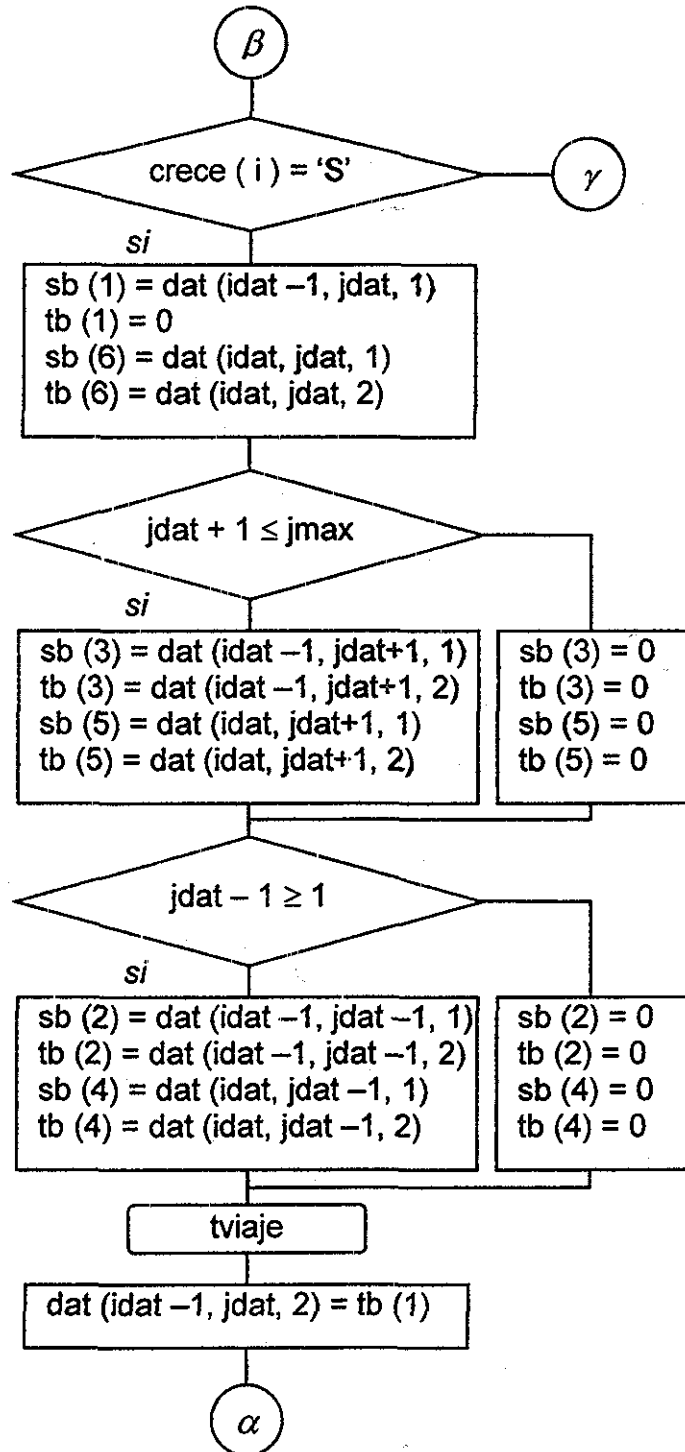 β
crece ( i ) = 'S'
γ
si
sb (1) = dat (idat –1, jdat, 1)
tb (1) = 0
sb (6) = dat (idat, jdat, 1)
tb (6) = dat (idat, jdat, 2)
jdat + 1 ≤ jmax
si
sb (3) = dat (idat –1, jdat+1, 1)
tb (3) = dat (idat –1, jdat+1, 2)
sb (5) = dat (idat, jdat+1, 1)
tb (5) = dat (idat, jdat+1, 2)
sb (3) = 0
tb (3) = 0
sb (5) = 0
tb (5) = 0
jdat – 1 ≥ 1
si
sb (2) = dat (idat –1, jdat –1, 1)
tb (2) = dat (idat –1, jdat –1, 2)
sb (4) = dat (idat, jdat –1, 1)
tb (4) = dat (idat, jdat –1, 2)
sb (2) = 0
tb (2) = 0
sb (4) = 0
tb (4) = 0
tviaje
dat (idat –1, jdat, 2) = tb (1)
α